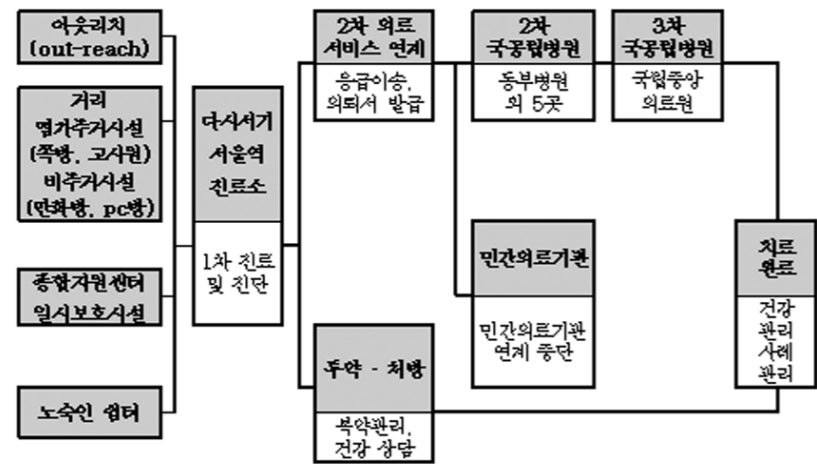 아웃리치
(out-reach)
거리
염가주거시설
(쪽방, 고시원)
비주거시설
(만화방, pc방)
종합지원센터
일시보호시설
노숙인 쉼터
다시서기
서울역
진료소
1차 진료
및 진단
2차 의료
서비스 연계
응급이송,
의뢰서 발급
투약 - 처방
복약관리,
건강 상담
2차
국공립병원
동부병원
외 5곳
민간의료기관
민간의료기관
연계 중단
3차
국공립병원
국립중앙
의료원
치료
완료
건강
관리
사례
관리